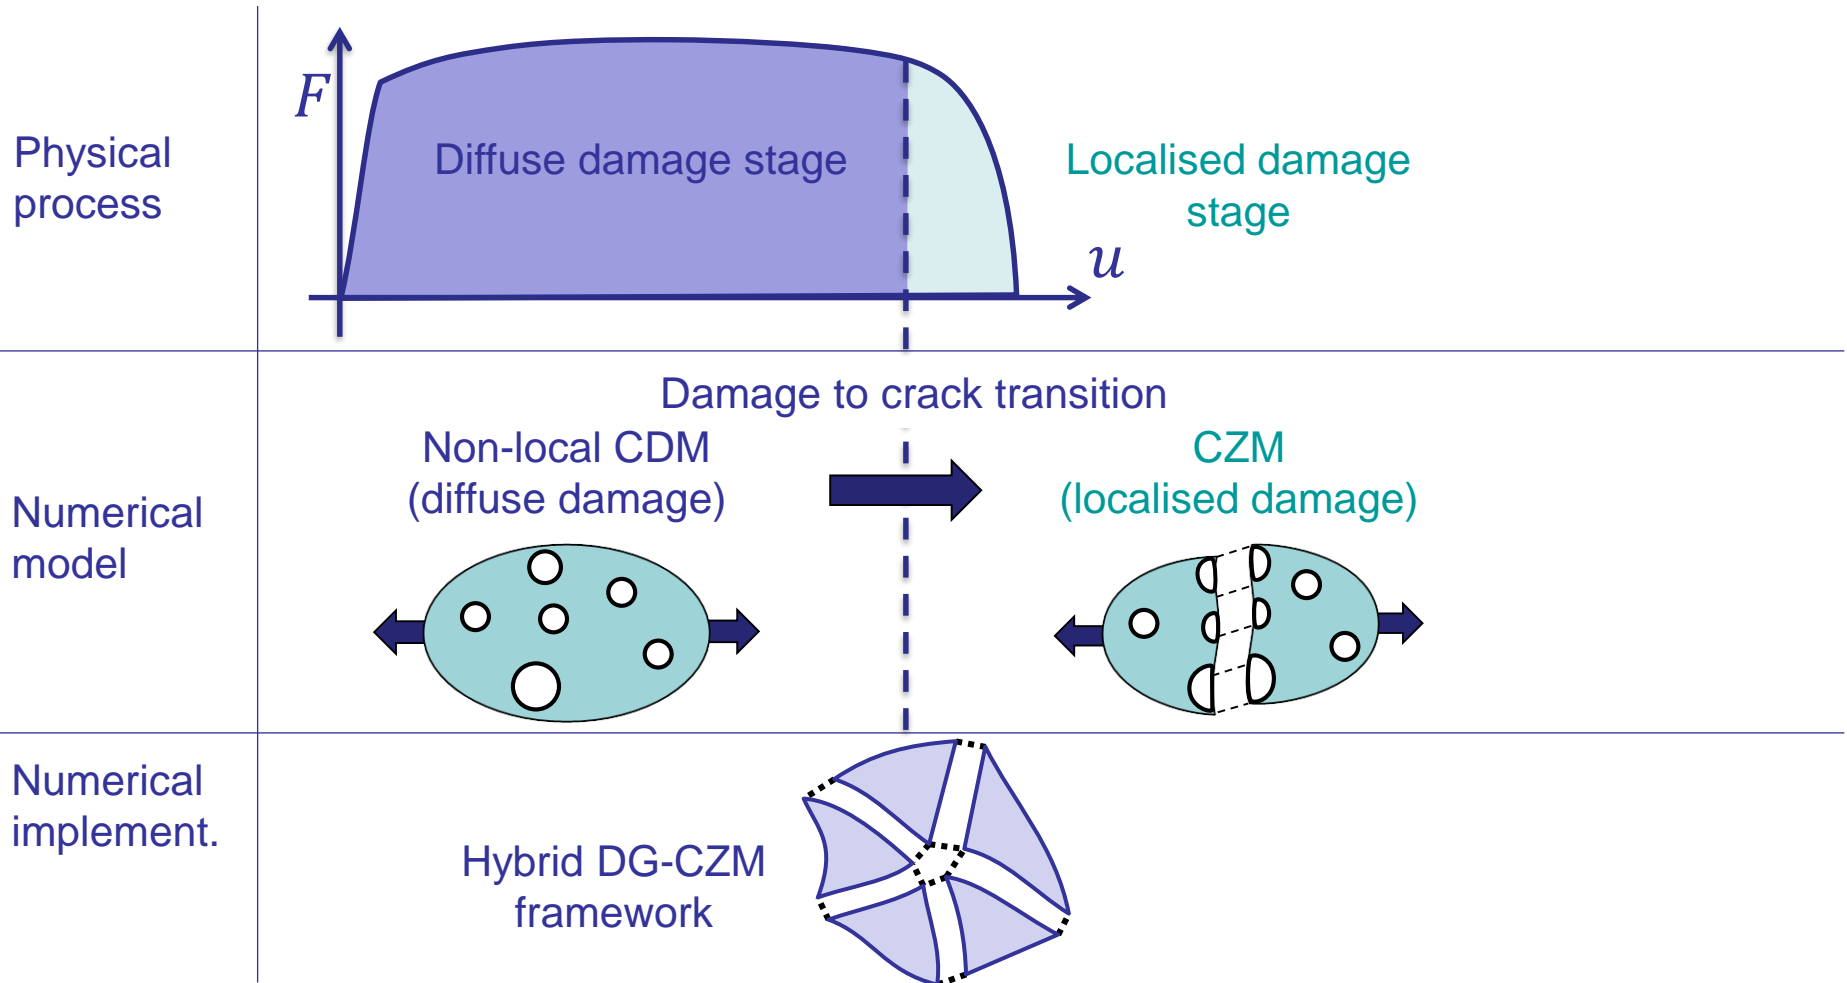 Physical
process
F
Diffuse damage stage
Localised damage
stage
u
Numerical
model
Damage to crack transition
Non-local CDM
(diffuse damage)
CZM
(localised damage)
Numerical
implement.
Hybrid DG-CZM
framework